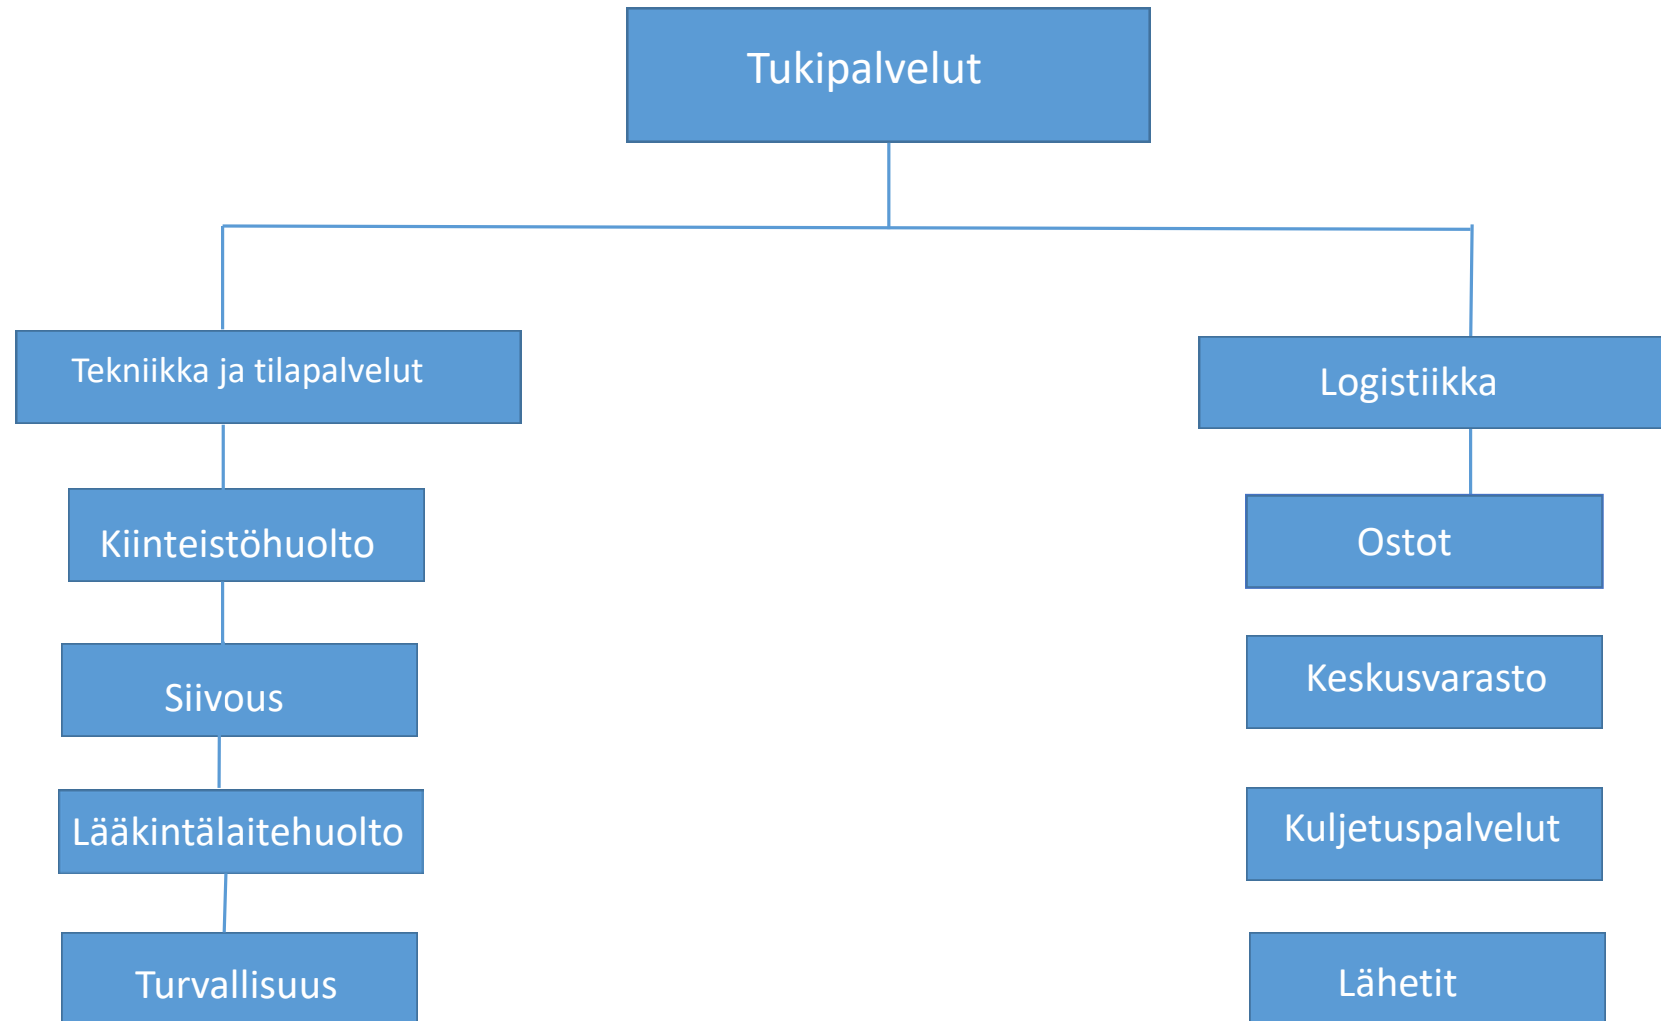 Tukipalvelut
Tekniikka ja tilapalvelut
Kiinteistöhuolto
Siivous
Lääkintälaitehuolto
Turvallisuus
Logistiikka
Ostot
Keskusvarasto
Kuljetuspalvelut
Lähetit